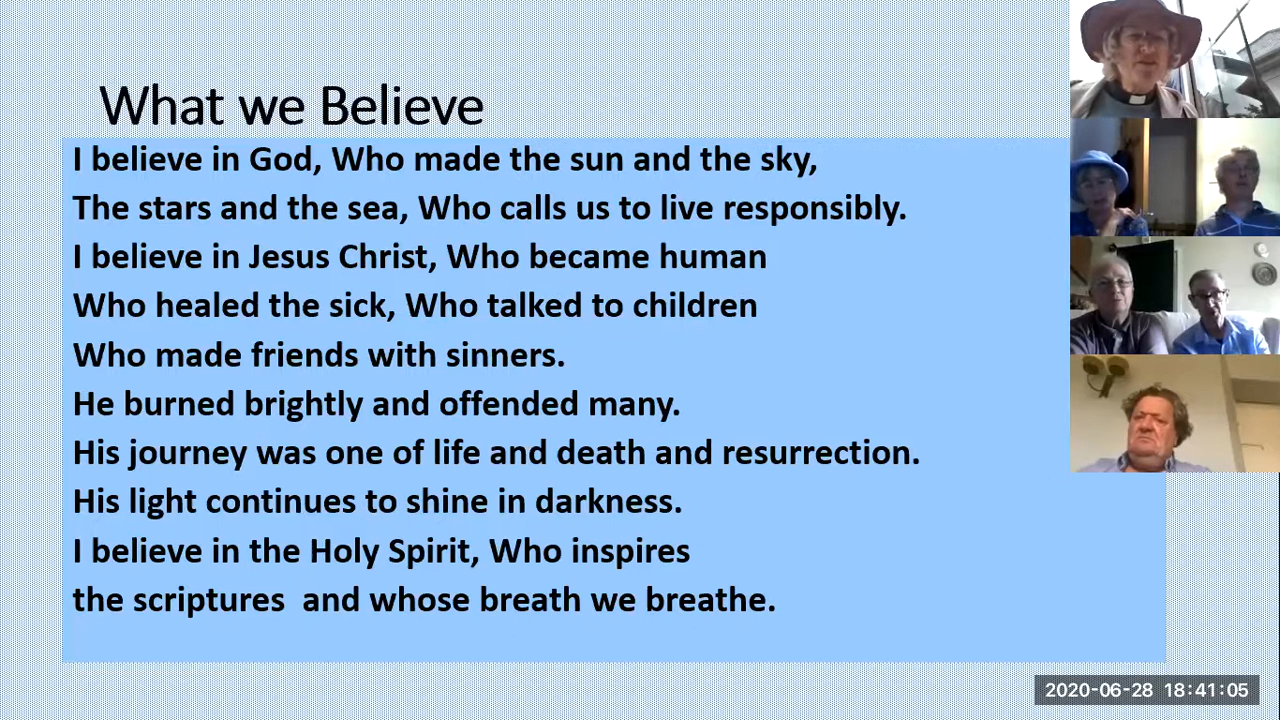 What we Believe
I believe in God, Who made the sun and the sky,
The stars and the sea, Who calls us to live responsibly.
I believe in Jesus Christ, Who became human
Who healed the sick, Who talked to children
Who made friends with sinners.
He burned brightly and offended many.
His journey was one of life and death and resurrection.
His light continues to shine in darkness.
I believe in the Holy Spirit, Who inspires
the scriptures  and whose breath we breathe.
2020-06-28 18:41:05